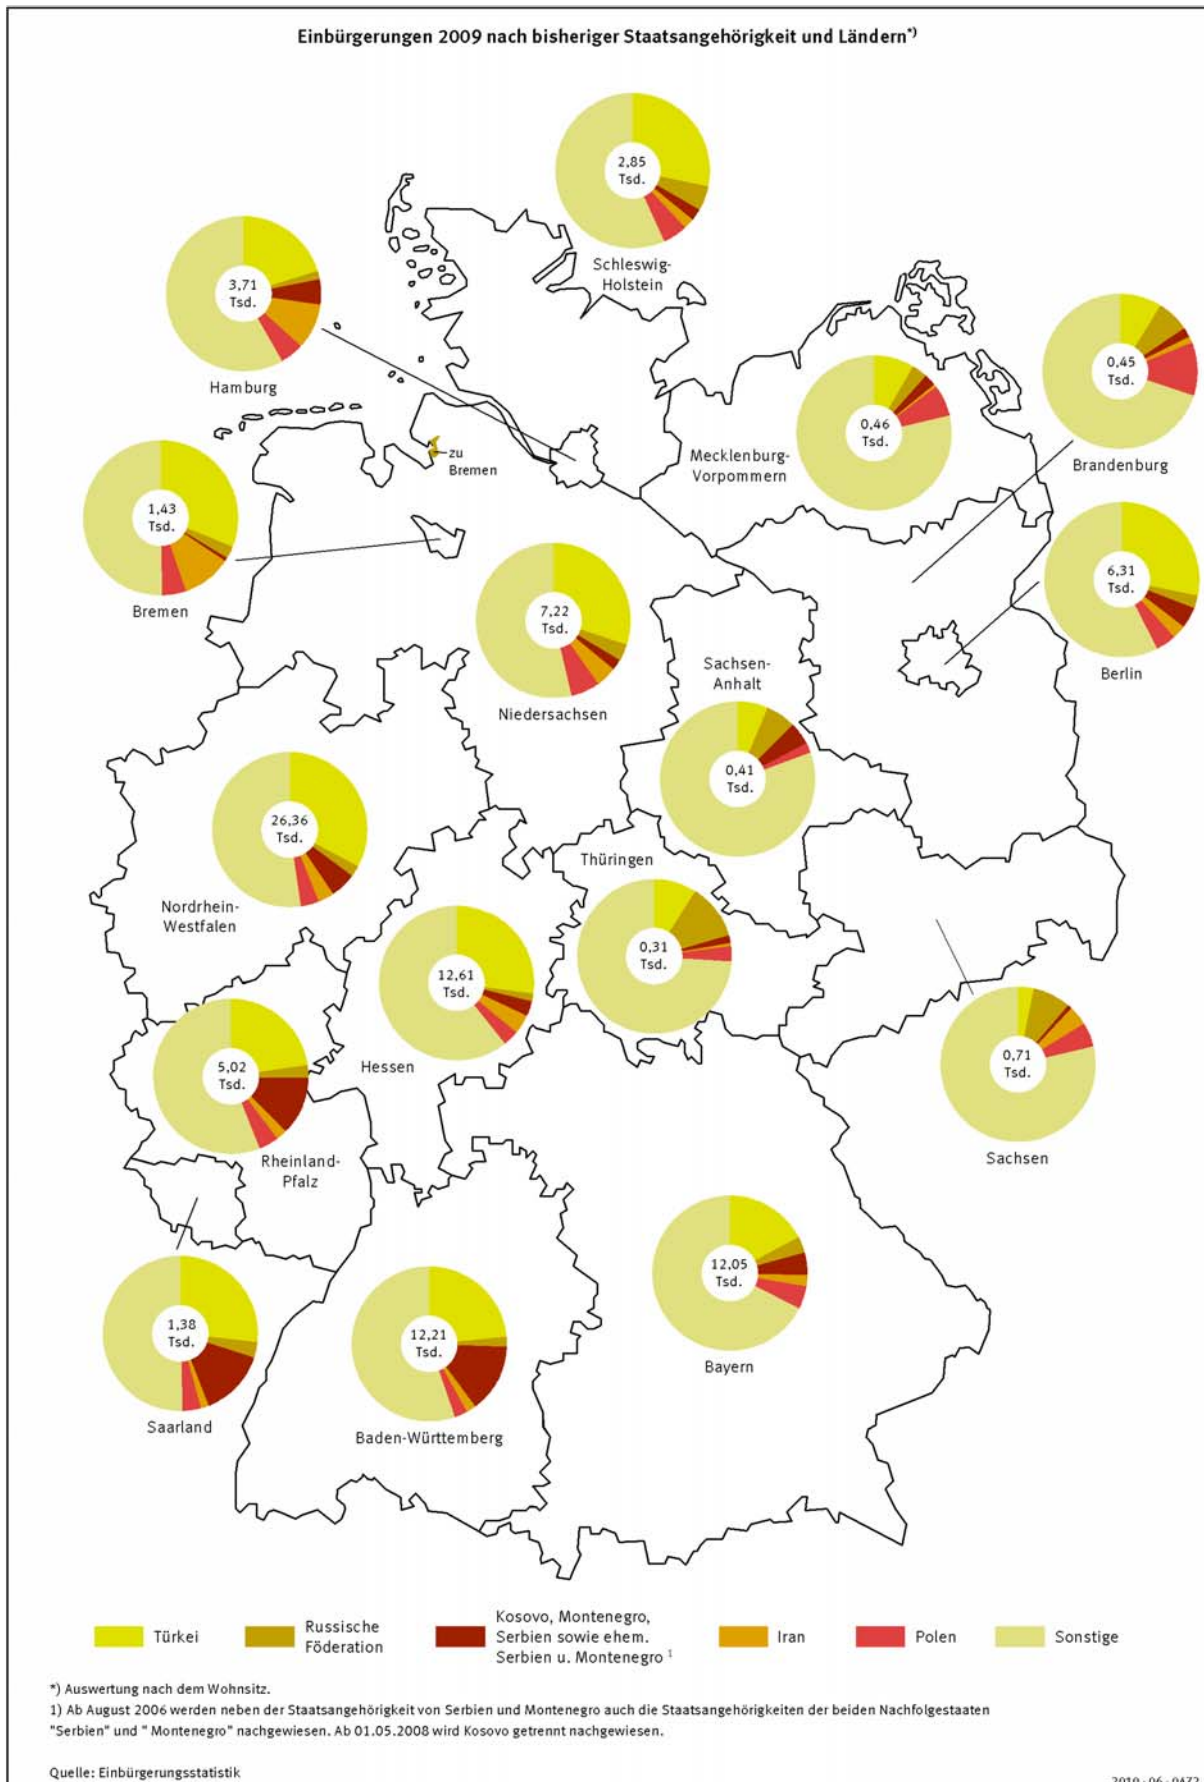 Einbürgerungen 2009 nach bisheriger Staatsangehörigkeit und Ländern*)
2,85
Tsd.
Schleswig-
Holstein
3,71
Tsd.
Hamburg
0,45
Tsd.
Brandenburg
0,46
Tsd.
Mecklenburg-
Vorpommern
zu
Bremen
1,43
Tsd.
Bremen
6,31
Tsd.
Berlin
7,22
Tsd.
Niedersachsen
Sachsen-
Anhalt
0,41
Tsd.
26,36
Tsd.
Nordrhein-
Westfalen
Thüringen
0,31
Tsd.
12,61
Tsd.
Hessen
5,02
Tsd.
Rheinland-
Pfalz
0,71
Tsd.
Sachsen
12,05
Tsd.
Bayern
1,38
Tsd.
Saarland
12,21
Tsd.
Baden-Württemberg
Türkei
Russische
Föderation
Kosovo, Montenegro,
Serbien sowie ehem.
Serbien u. Montenegro 1
Iran
Polen
Sonstige
*) Auswertung nach dem Wohnsitz.
1) Ab August 2006 werden neben der Staatsangehörigkeit von Serbien und Montenegro auch die Staatsangehörigkeiten der beiden Nachfolgestaaten
"Serbien" und " Montenegro" nachgewiesen. Ab 01.05.2008 wird Kosovo getrennt nachgewiesen.
Quelle: Einbürgerungsstatistik